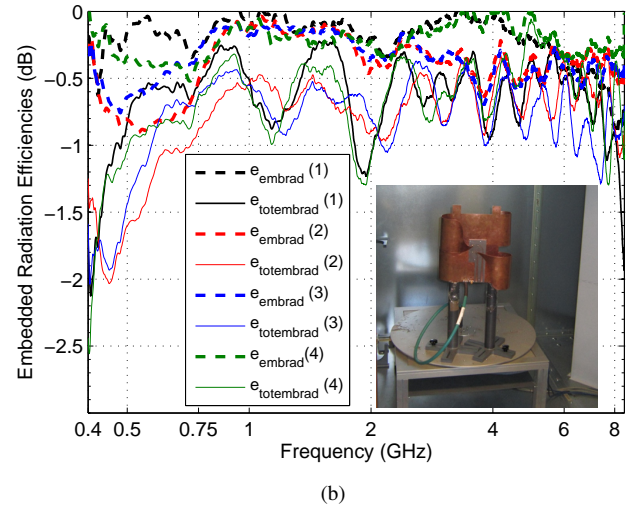 Embedded Radiation Efficiencies (dB)
0
−0.5
−1
−1.5
−2
−2.5
e_embrad (1)
e_totembrad (1)
e_embrad (2)
e_totembrad (2)
e_embrad (3)
e_totembrad (3)
e_embrad (4)
e_totembrad (4)
0.4 0.5 0.75 1 2 4 6 8
Frequency (GHz)
(b)